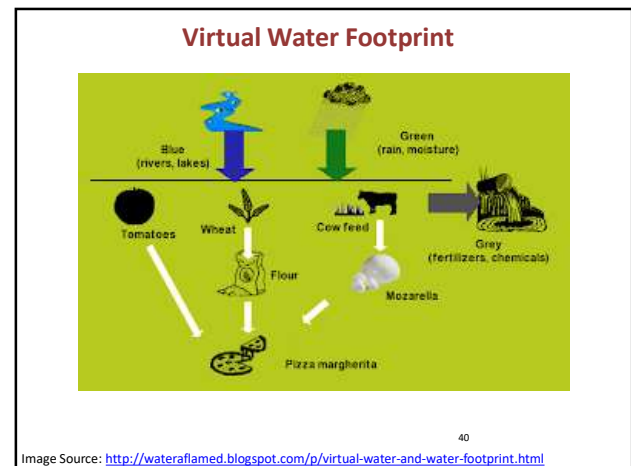 Virtual Water Footprint
Blue
(rivers, lakes)
Green
(rain, moisture)
Tomatoes
Wheat
Cow feed
Grey
(fertilizers, chemicals)
Flour
Mozarella
Pizza margherita
40
Image Source: http://wateraflamed.blogspot.com/p/virtual-water-and-water-footprint.html